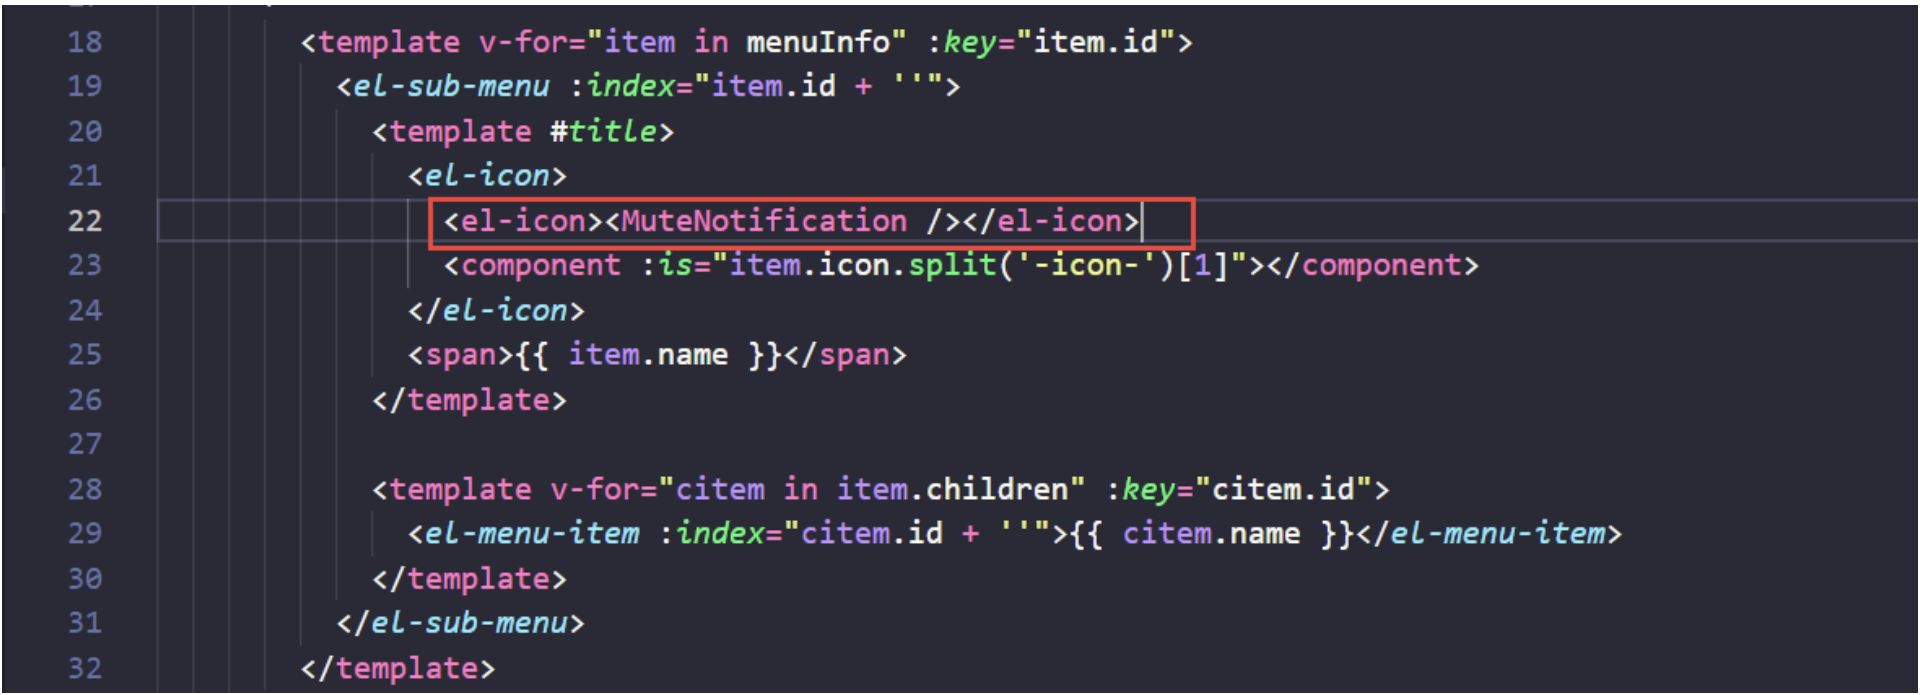 18 <template v-for="item in menuInfo" :key="item.id">
19 <el-sub-menu :index="item.id + ''">
20 <template #title>
21 <el-icon>
22 <el-icon><MuteNotification /></el-icon>
23 <component :is="item.icon.split('-icon-')[1]"></component>
24 </el-icon>
25 <span>{{ item.name }}</span>
26 </template>
27
28 <template v-for="citem in item.children" :key="citem.id">
29 <el-menu-item :index="citem.id + ''">{{ citem.name }}</el-menu-item>
30 </template>
31 </el-sub-menu>
32 </template>